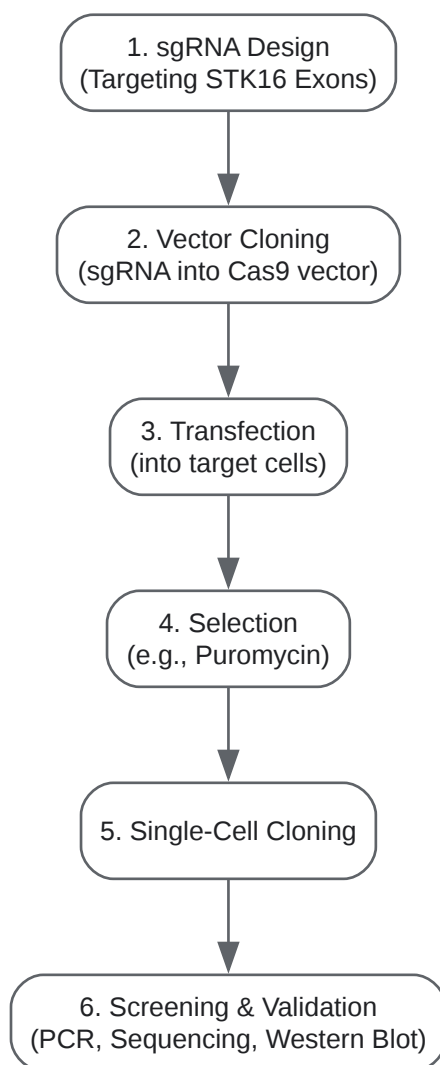 1. sgRNA Design
(Targeting STK16 Exons)
2. Vector Cloning
(sgRNA into Cas9 vector)
3. Transfection
(into target cells)
4. Selection
(e.g., Puromycin)
5. Single-Cell Cloning
6. Screening & Validation
(PCR, Sequencing, Western Blot)